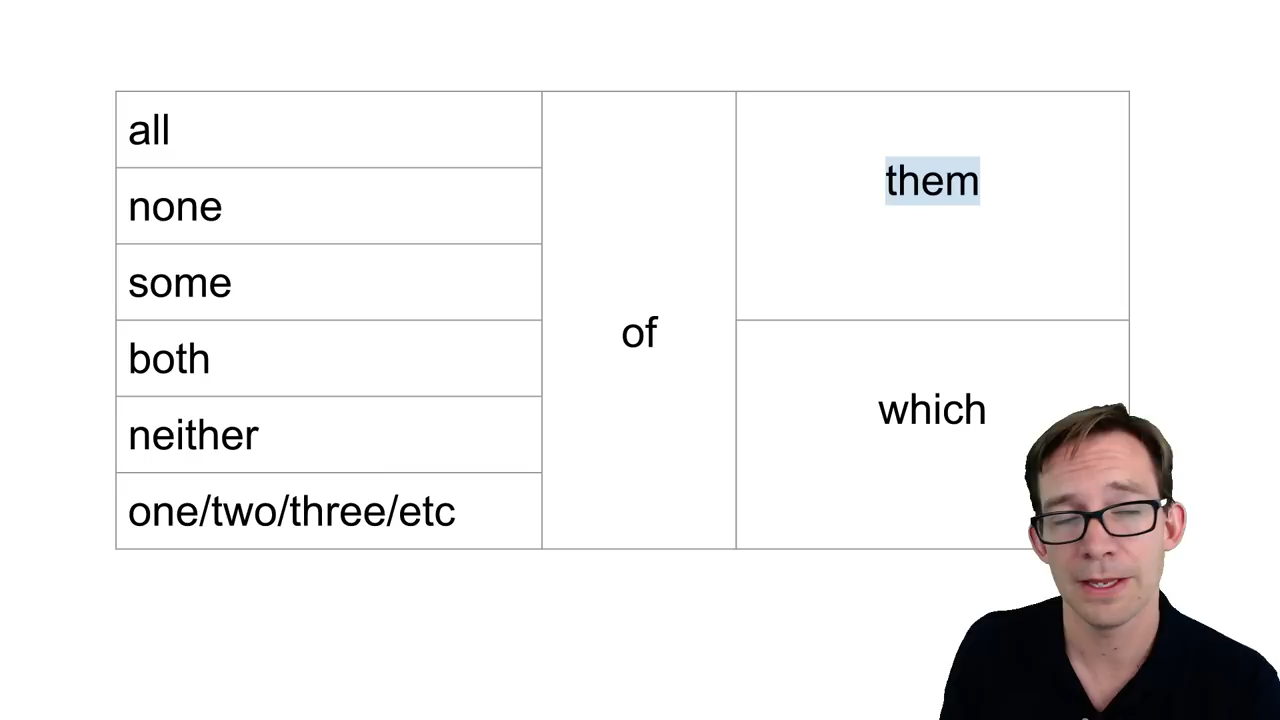 all
none
some
both
neither
one/two/three/etc
of
them
which